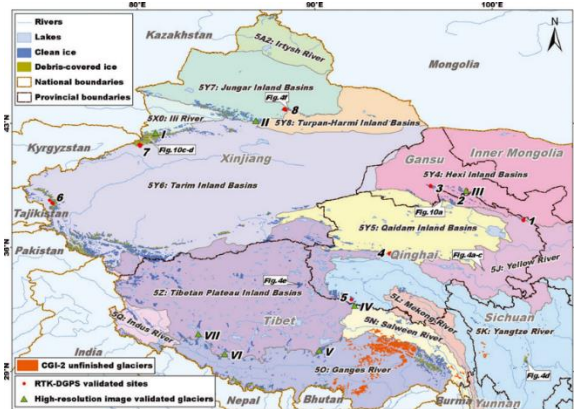 80°E
90°E
100°E
Rivers
Lakes
Clean ice
Debris-covered ice
National boundaries
Provincial boundaries
Kazakhstan
5A2: Irtysh River
Mongolia
5Y7: Jungar Inland Basins
Fig.4f
8
5X0: Ili River
II
5Y8: Turpan-Harmi Inland Basins
43°N
I
Fig.10c-d
7
Kyrgyzstan
Xinjiang
Gansu
Inner Mongolia
5Y4: Hexi Inland Basins
3
III
2
5Y6: Tarim Inland Basins
Fig.10a
6
1
Tajikistan
5Y5: Qaidam Inland Basins
Pakistan
36°N
4
Qinghai
Fig.4a-c
5J: Yellow River
Fig.4e
5Z: Tibetan Plateau Inland Basins
5
IV
5L: Mekong River
Sichuan
5K: Yangtze River
5Q: Indus River
Tibet
5N: Salween River
VII
VI
V
India
29°N
5O: Ganges River
Fig.4d
CGI-2 unfinished glaciers
RTK-DGPS validated sites
High-resolution image validated glaciers
Nepal
Bhutan
Burma
Yunnan